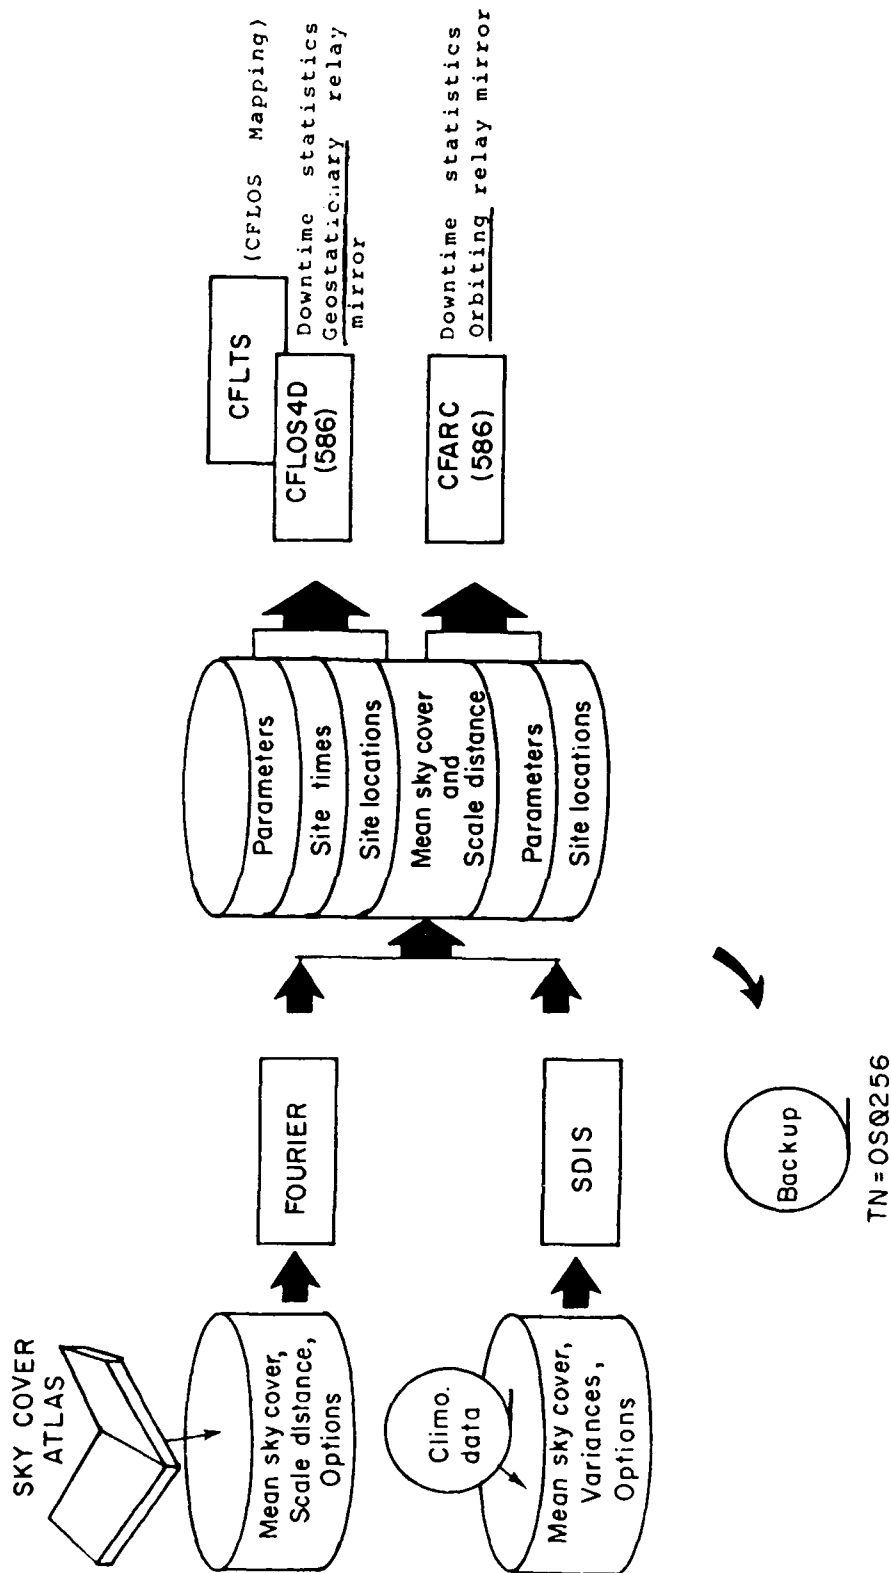 SKY COVER
ATLAS
Mean sky cover,
Scale distance,
Options
FOURIER
Climo.
data
Mean sky cover,
Variances,
Options
SDIS
Backup
TN=OSQ256
Parameters
Site times
Site locations
Mean sky cover
and
Scale distance
Parameters
Site locations
CFLTS
(CFLOS Mapping)
CFLOS4D
(586)
Downtime statistics
Geostationary relay
mirror
CFARC
(586)
Downtime statistics
Orbiting relay mirror